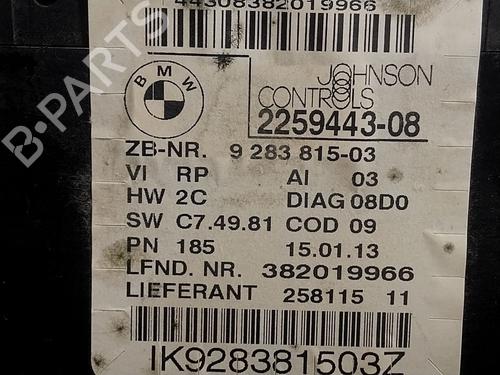 44308382019966
BMW
JOHNSON
CONTROLS
2259443-08
ZB-NR. 9 283 815-03
VI RP AI 03
HW 2C DIAG 08D0
SW C7.49.81 COD 09
PN 185 15.01.13
LFND. NR. 382019966
LIEFERANT 258115 11
IK928381503Z
B-PARTS